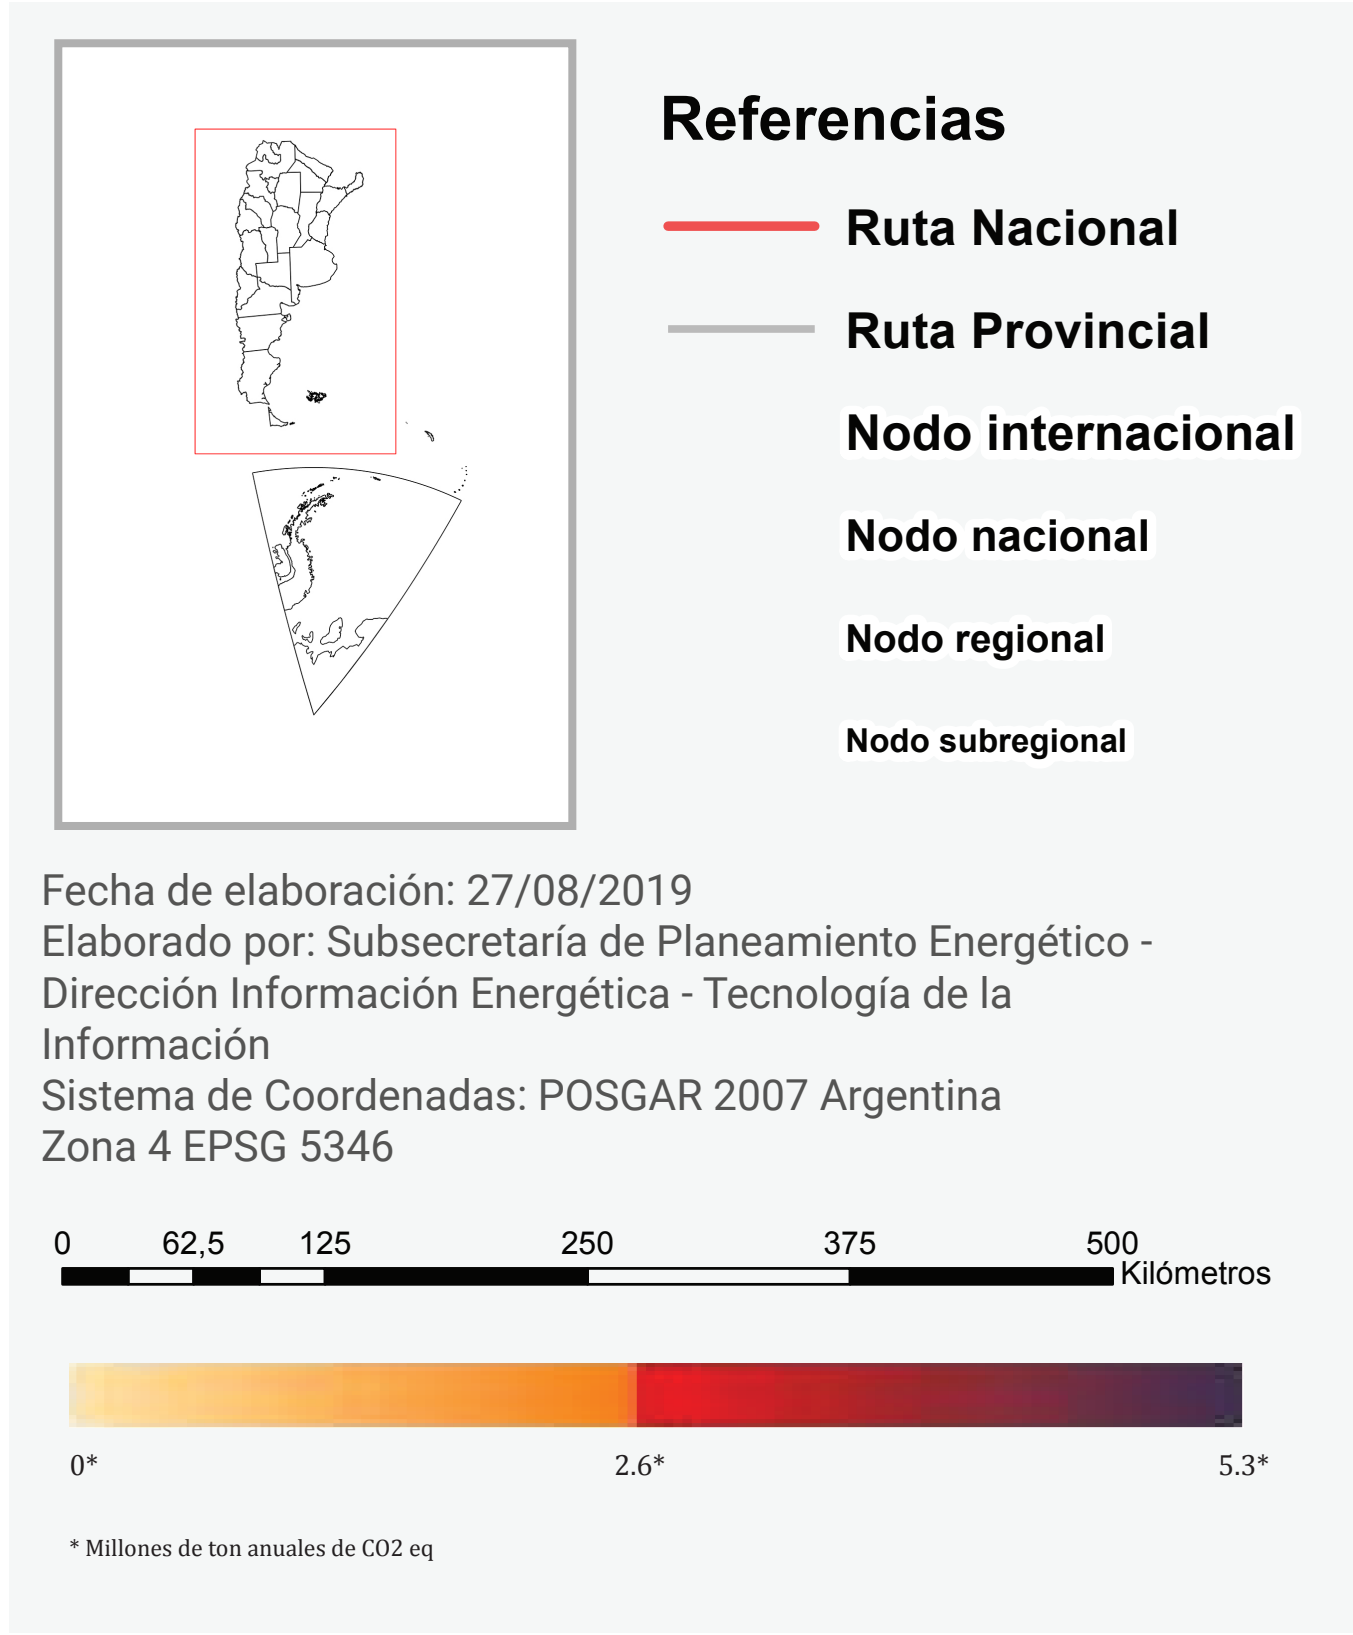 Referencias
Ruta Nacional
Ruta Provincial
Nodo internacional
Nodo nacional
Nodo regional
Nodo subregional
Fecha de elaboración: 27/08/2019
Elaborado por: Subsecretaría de Planeamiento Energético -
Dirección Información Energética - Tecnología de la
Información
Sistema de Coordenadas: POSGAR 2007 Argentina
Zona 4 EPSG 5346
0 62,5 125 250 375 500
Kilómetros
0* 2.6* 5.3*
* Millones de ton anuales de CO2 eq